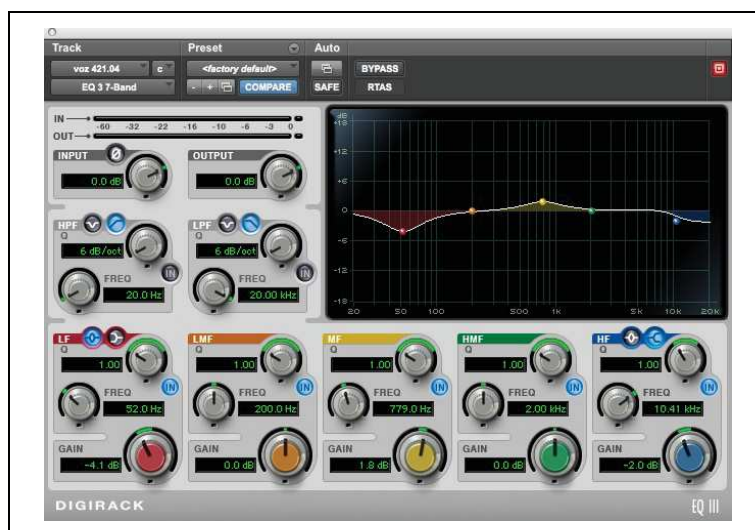 Track Preset Auto
voz 421.04 c <factory default> BYPASS
EQ 3 7-Band - + COMPARE SAFE RTAS
IN
-60 -32 -22 -16 -10 -6 -3 0
OUT
INPUT Ø OUTPUT
0.0 dB 0.0 dB
HPF LPF
Q Q
6 dB/oct 6 dB/oct
IN IN
FREQ FREQ
20.0 Hz 20.00 kHz
dB
+18
+12
+6
0
-6
-12
-18
20 50 100 500 1k 5k 10k 20k
LF LMF MF HMF HF
Q Q Q Q Q
1.00 1.00 1.00 1.00 1.00
IN IN IN IN IN
FREQ FREQ FREQ FREQ FREQ
52.0 Hz 200.0 Hz 779.0 Hz 2.00 kHz 10.41 kHz
GAIN GAIN GAIN GAIN GAIN
-4.1 dB 0.0 dB 1.8 dB 0.0 dB -2.0 dB
DIGIRACK EQ III